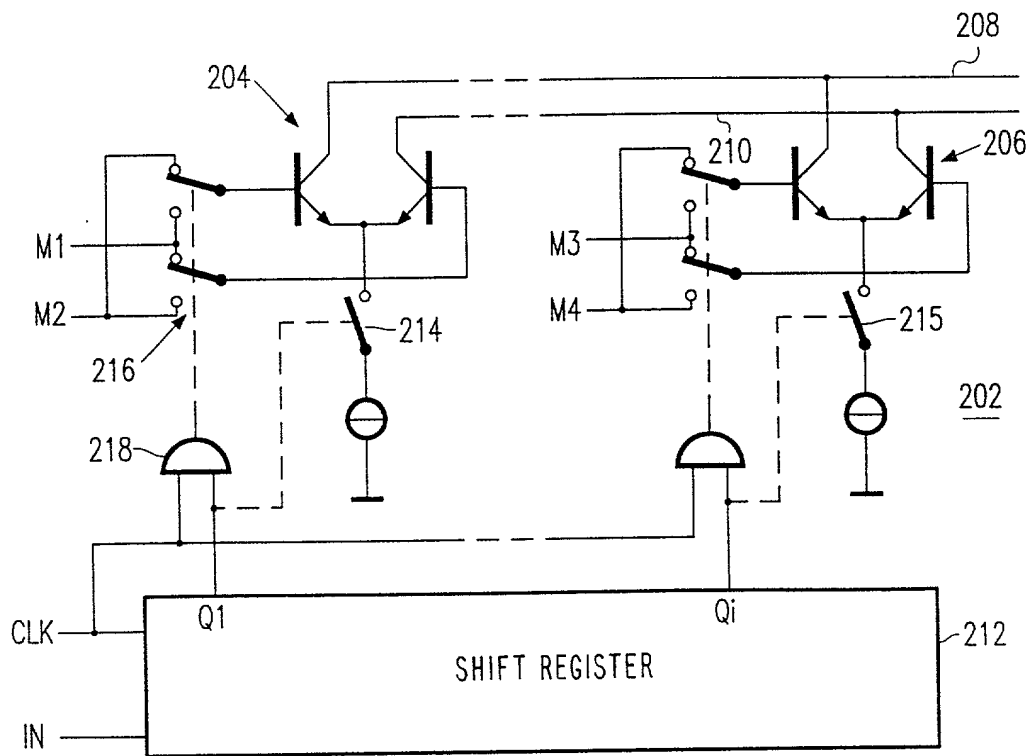 208
204
210
206
M1
M3
M2
M4
214
215
216
202
218
Q1
Qi
CLK
212
SHIFT REGISTER
IN